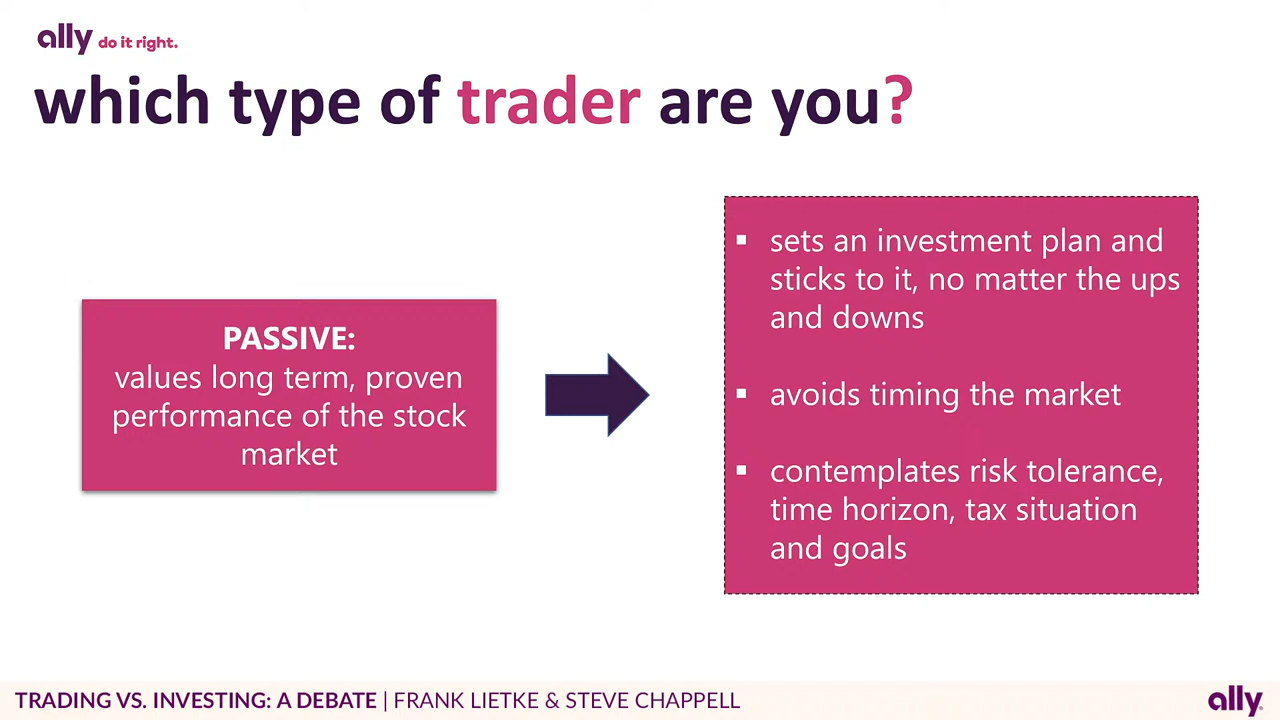 ally do it right.
which type of trader are you?
PASSIVE:
values long term, proven
performance of the stock
market
▪ sets an investment plan and
sticks to it, no matter the ups
and downs
▪ avoids timing the market
▪ contemplates risk tolerance,
time horizon, tax situation
and goals
TRADING VS. INVESTING: A DEBATE | FRANK LIETKE & STEVE CHAPPELL
ally